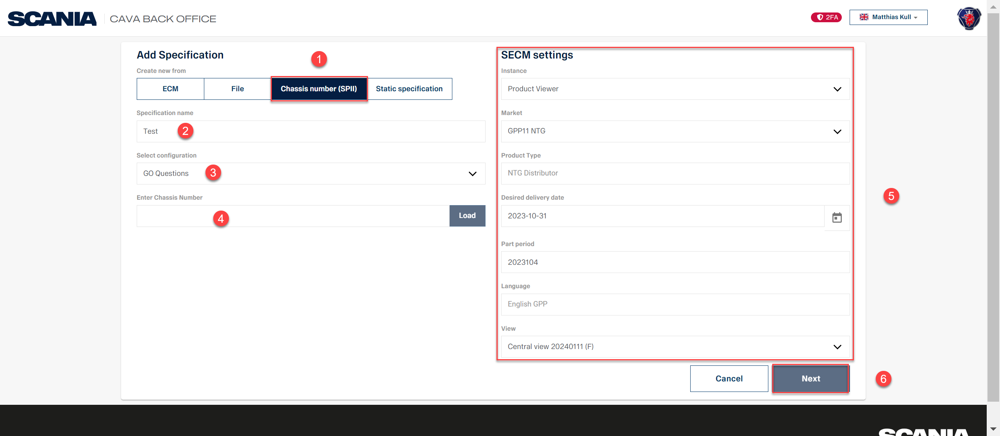 SCANIA CAVA BACK OFFICE
2FA
Matthias Kull
Add Specification
1
Create new from
ECM
File
Chassis number (SPII)
Static specification
Specification name
Test
2
Select configuration
GO Questions
3
Enter Chassis Number
4
Load
SECM settings
Instance
Product Viewer
Market
GPP11 NTG
Product Type
NTG Distributor
Desired delivery date
2023-10-31
5
Part period
2023104
Language
English GPP
View
Central view 20240111 (F)
Cancel
Next
6
SCANIA